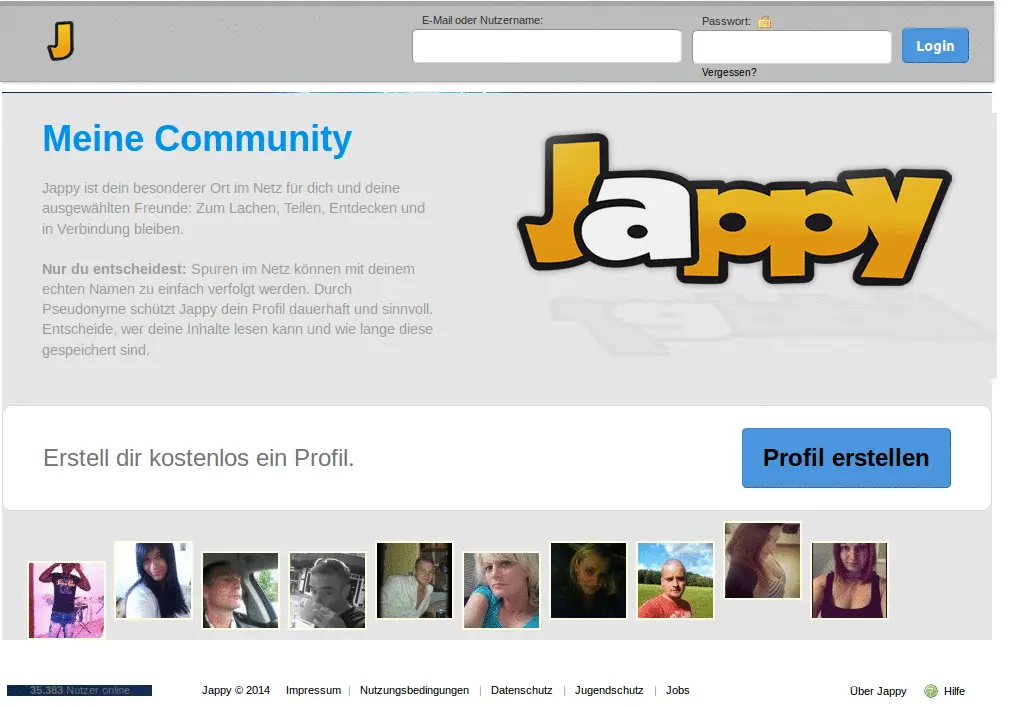 E-Mail oder Nutzername:
Passwort:
Login
Vergessen?
Meine Community
Jappy ist dein besonderer Ort im Netz für dich und deine
ausgewählten Freunde: Zum Lachen, Teilen, Entdecken und
in Verbindung bleiben.
Nur du entscheidest: Spuren im Netz können mit deinem
echten Namen zu einfach verfolgt werden. Durch
Pseudonyme schützt Jappy dein Profil dauerhaft und sinnvoll.
Entscheide, wer deine Inhalte lesen kann und wie lange diese
gespeichert sind.
Jappy
Erstell dir kostenlos ein Profil.
Profil erstellen
35.383 Nutzer online
Jappy © 2014 Impressum | Nutzungsbedingungen | Datenschutz | Jugendschutz | Jobs
Über Jappy Hilfe